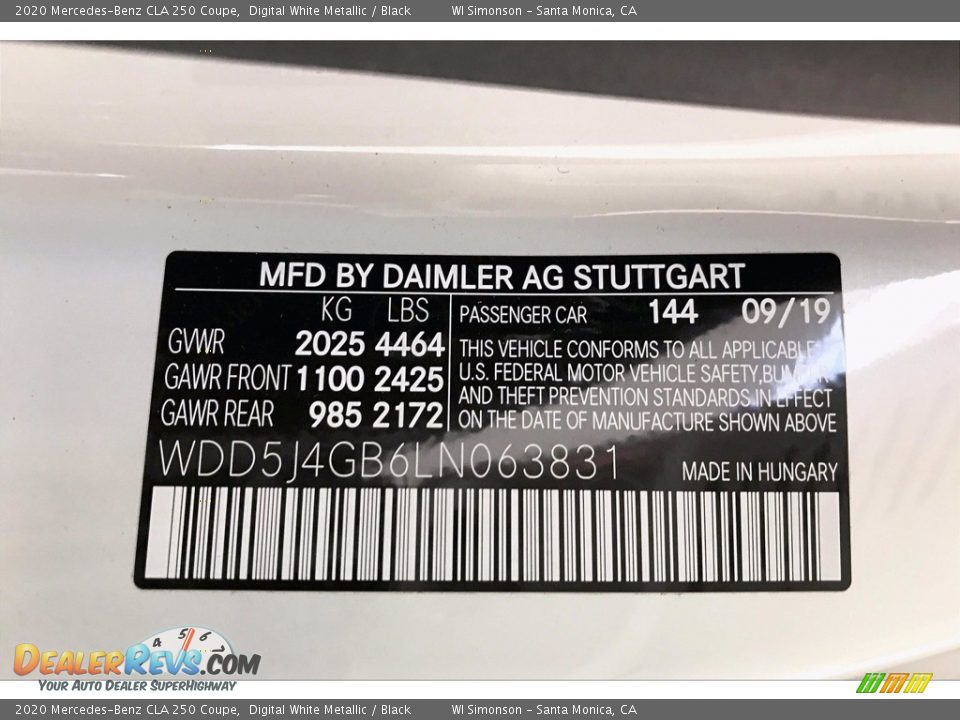 2020 Mercedes-Benz CLA 250 Coupe, Digital White Metallic / Black WI Simonson - Santa Monica, CA
MFD BY DAIMLER AG STUTTGART
KG LBS
GVWR 2025 4464
GAWR FRONT 1100 2425
GAWR REAR 985 2172
PASSENGER CAR 144 09/19
THIS VEHICLE CONFORMS TO ALL APPLICABLE
U.S. FEDERAL MOTOR VEHICLE SAFETY, BUMPER
AND THEFT PREVENTION STANDARDS IN EFFECT
ON THE DATE OF MANUFACTURE SHOWN ABOVE
WDD5J4GB6LN063831
MADE IN HUNGARY
4 5 6
DEALERREVS.COM
YOUR AUTO DEALER SUPERHIGHWAY
2020 Mercedes-Benz CLA 250 Coupe, Digital White Metallic / Black WI Simonson - Santa Monica, CA